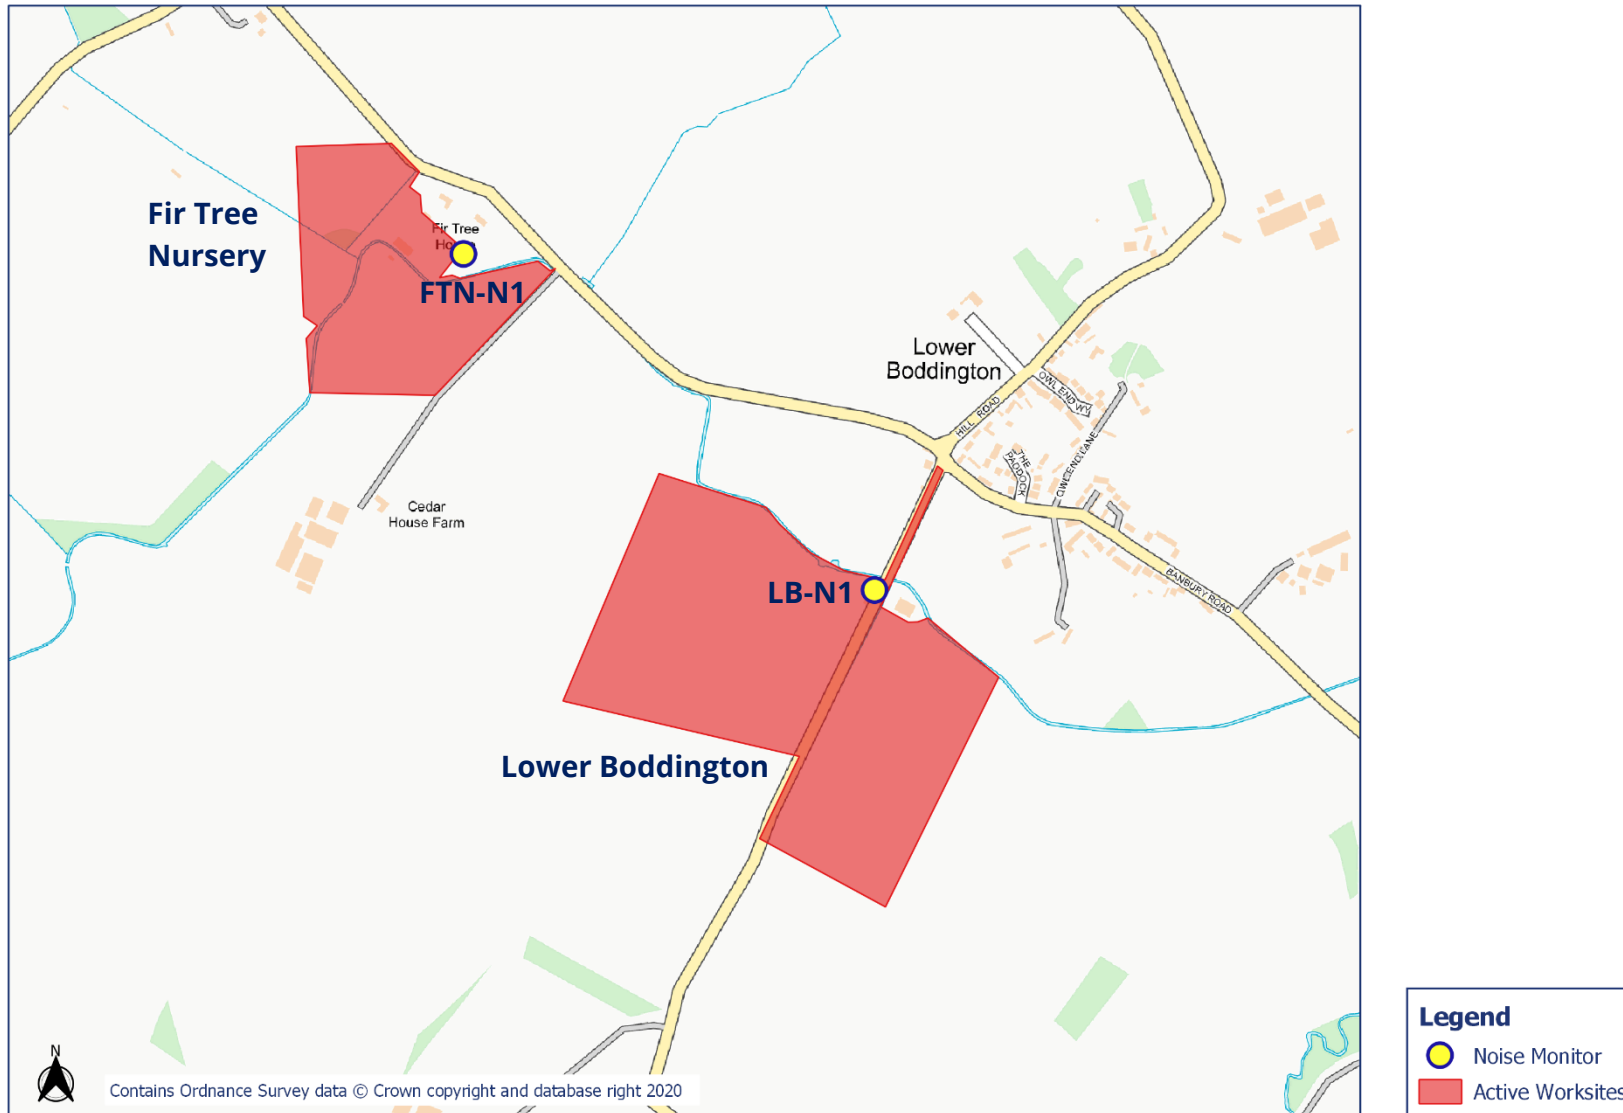 Fir Tree
Nursery
Fir Tree
FTN-N1
Lower
Boddington
OWL END WY
HILL ROAD
THE
PADDOCK
OWL END LANE
BANBURY ROAD
Cedar
House Farm
LB-N1
Lower Boddington
N
Contains Ordnance Survey data © Crown copyright and database right 2020
Legend
Noise Monitor
Active Worksites